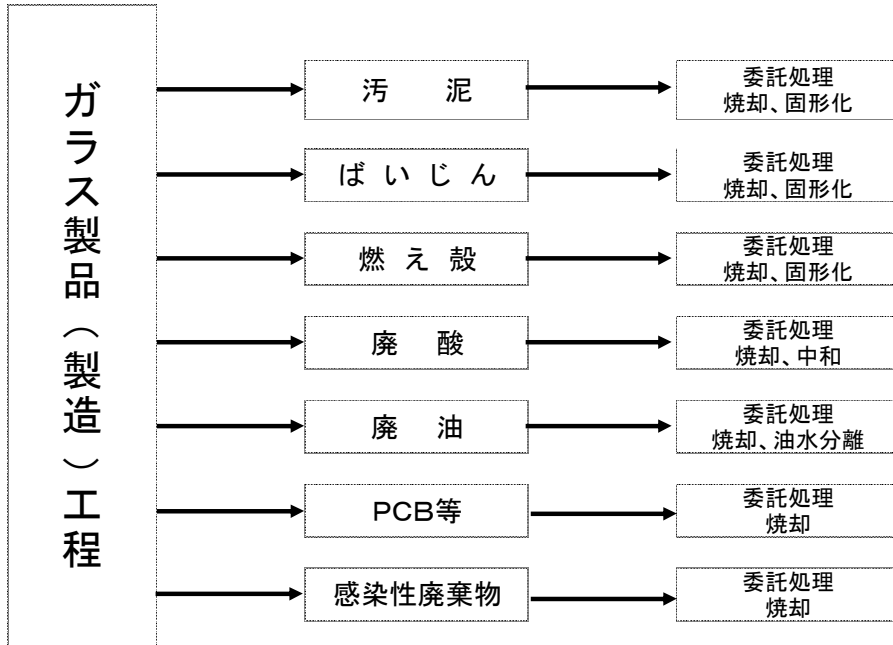 ガラス製品(製造)工程
汚 泥
委託処理
焼却、固形化
ば い じ ん
委託処理
焼却、固形化
燃 え 殻
委託処理
焼却、固形化
廃 酸
委託処理
焼却、中和
廃 油
委託処理
焼却、油水分離
PCB等
委託処理
焼却
感染性廃棄物
委託処理
焼却